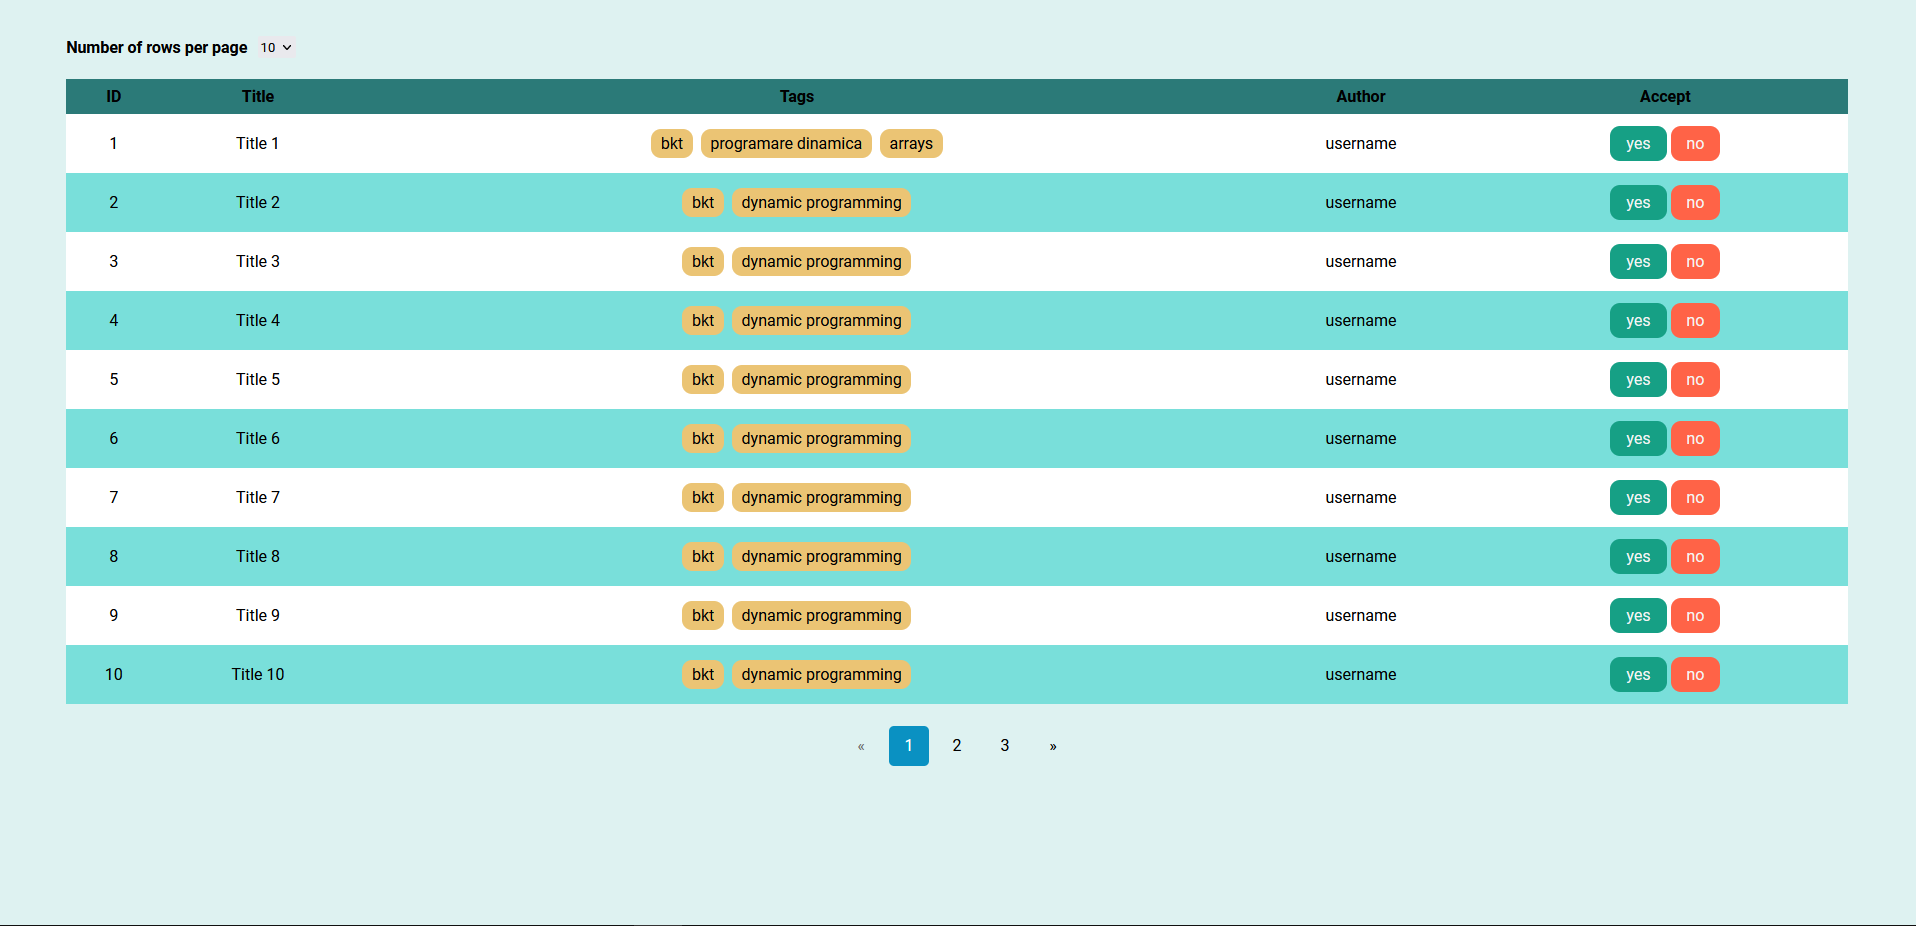 Number of rows per page 10
ID Title Tags Author Accept
1 Title 1 bkt programare dinamica arrays username yes no
2 Title 2 bkt dynamic programming username yes no
3 Title 3 bkt dynamic programming username yes no
4 Title 4 bkt dynamic programming username yes no
5 Title 5 bkt dynamic programming username yes no
6 Title 6 bkt dynamic programming username yes no
7 Title 7 bkt dynamic programming username yes no
8 Title 8 bkt dynamic programming username yes no
9 Title 9 bkt dynamic programming username yes no
10 Title 10 bkt dynamic programming username yes no
« 1 2 3 »